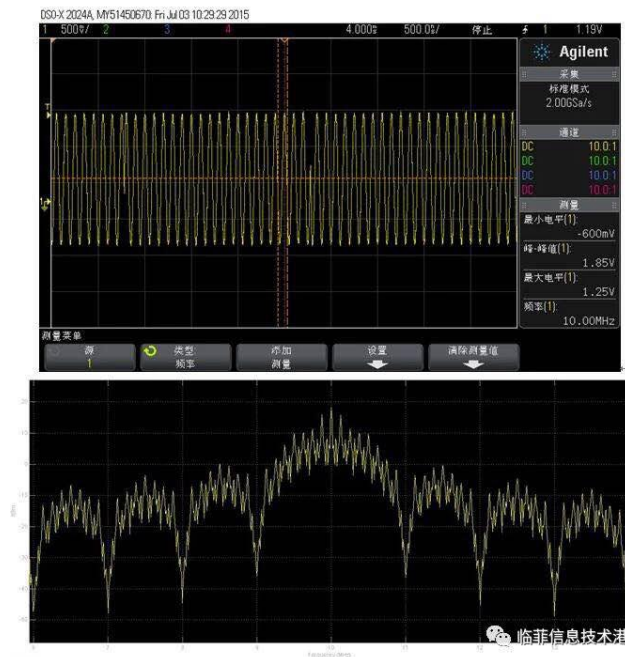 DSO-X 2024A, MY51450670: Fri Jul 03 10:29:29 2015
1 500㎷/ 2 3 4 4.000㎲ 500.0㎱/ 停止 1 1.19V
Agilent
采集
标准模式
2.00GSa/s
通道
DC 10.0:1
DC 10.0:1
DC 10.0:1
DC 10.0:1
测量
最小电平(1):
-600mV
峰-峰值(1):
1.85V
最大电平(1):
1.25V
频率(1):
10.00MHz
测量菜单
源
1
类型:
频率
添加
测量
设置
清除测量值
临菲信息技术港